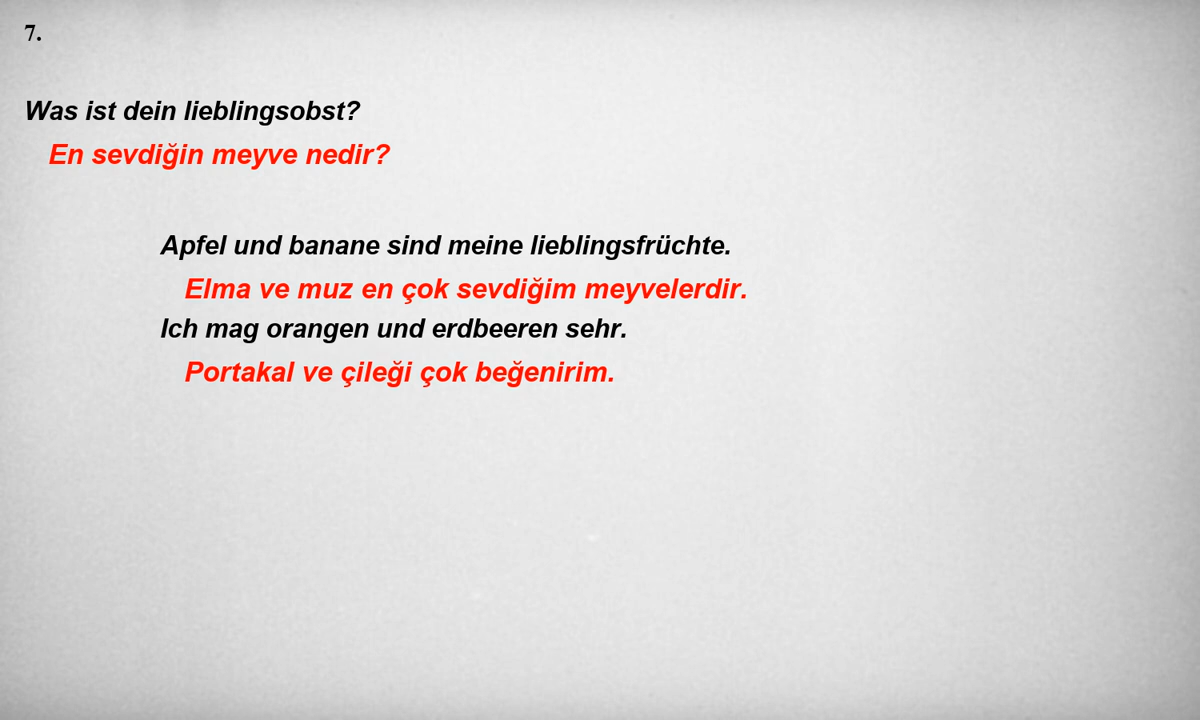 7.
Was ist dein lieblingsobst?
En sevdiğin meyve nedir?
Apfel und banane sind meine lieblingsfrüchte.
Elma ve muz en çok sevdiğim meyvelerdir.
Ich mag orangen und erdbeeren sehr.
Portakal ve çileği çok beğenirim.